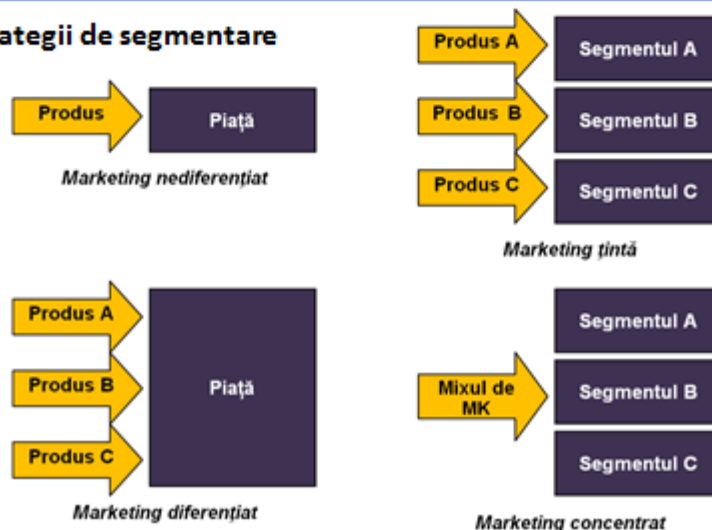 ategii de segmentare
Produs
Piață
Marketing nediferențiat
Produs A
Segmentul A
Produs B
Segmentul B
Produs C
Segmentul C
Marketing țintă
Produs A
Produs B
Produs C
Piață
Marketing diferențiat
Segmentul A
Mixul de
MK
Segmentul B
Segmentul C
Marketing concentrat